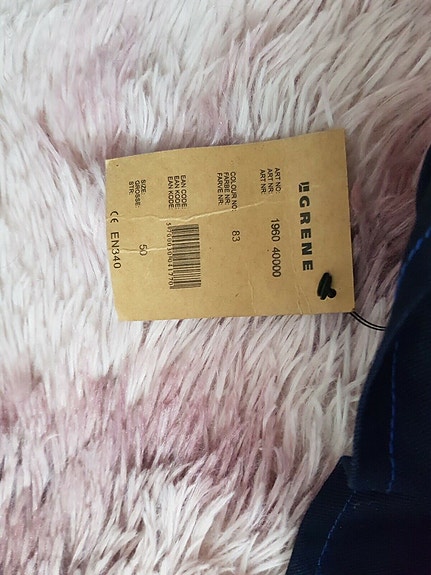 GRENE
ART NO:
ART NR:
ART NR:
1960 40000
COLOUR NO:
FARBE NR:
FARVE NR:
83
EAN CODE:
EAN KODE:
EAN KODE:
SIZE:
GRÖSSE:
STR:
50
CE EN340